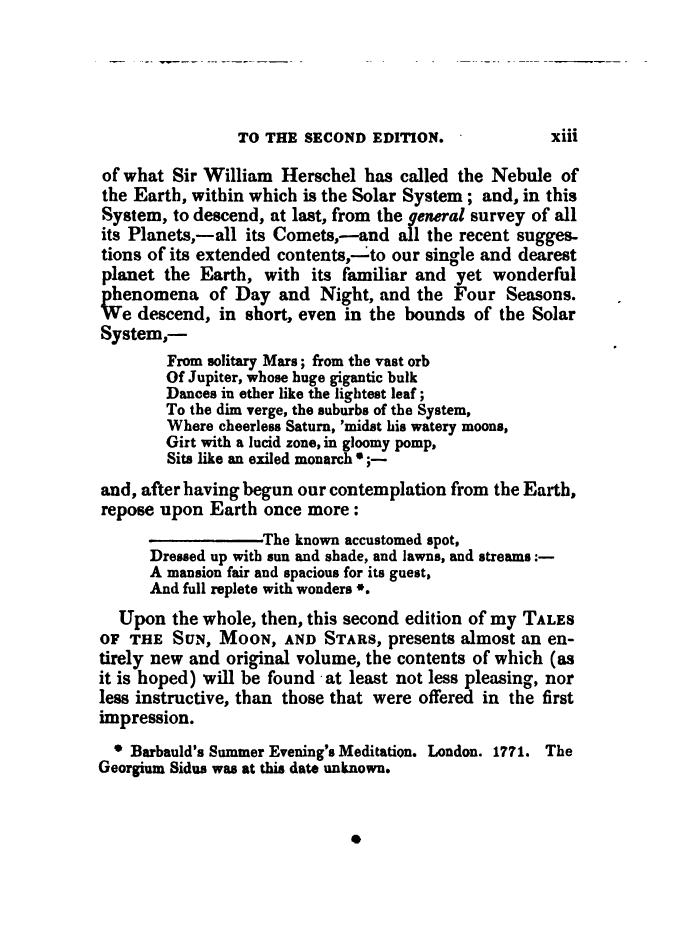 TO THE SECOND EDITION. xiii
of what Sir William Herschel has called the Nebule of
the Earth, within which is the Solar System ; and, in this
System, to descend, at last, from the general survey of all
its Planets,—all its Comets,—and all the recent sugges-
tions of its extended contents,—to our single and dearest
planet the Earth, with its familiar and yet wonderful
phenomena of Day and Night, and the Four Seasons.
We descend, in short, even in the bounds of the Solar
System,—
From solitary Mars ; from the vast orb
Of Jupiter, whose huge gigantic bulk
Dances in ether like the lightest leaf ;
To the dim verge, the suburbs of the System,
Where cheerless Saturn, 'midst his watery moons,
Girt with a lucid zone, in gloomy pomp,
Sits like an exiled monarch * ;—
and, after having begun our contemplation from the Earth,
repose upon Earth once more :
————The known accustomed spot,
Dressed up with sun and shade, and lawns, and streams :—
A mansion fair and spacious for its guest,
And full replete with wonders *.
Upon the whole, then, this second edition of my TALES
OF THE SUN, MOON, AND STARS, presents almost an en-
tirely new and original volume, the contents of which (as
it is hoped) will be found at least not less pleasing, nor
less instructive, than those that were offered in the first
impression.
* Barbauld's Summer Evening's Meditation. London. 1771. The
Georgium Sidus was at this date unknown.